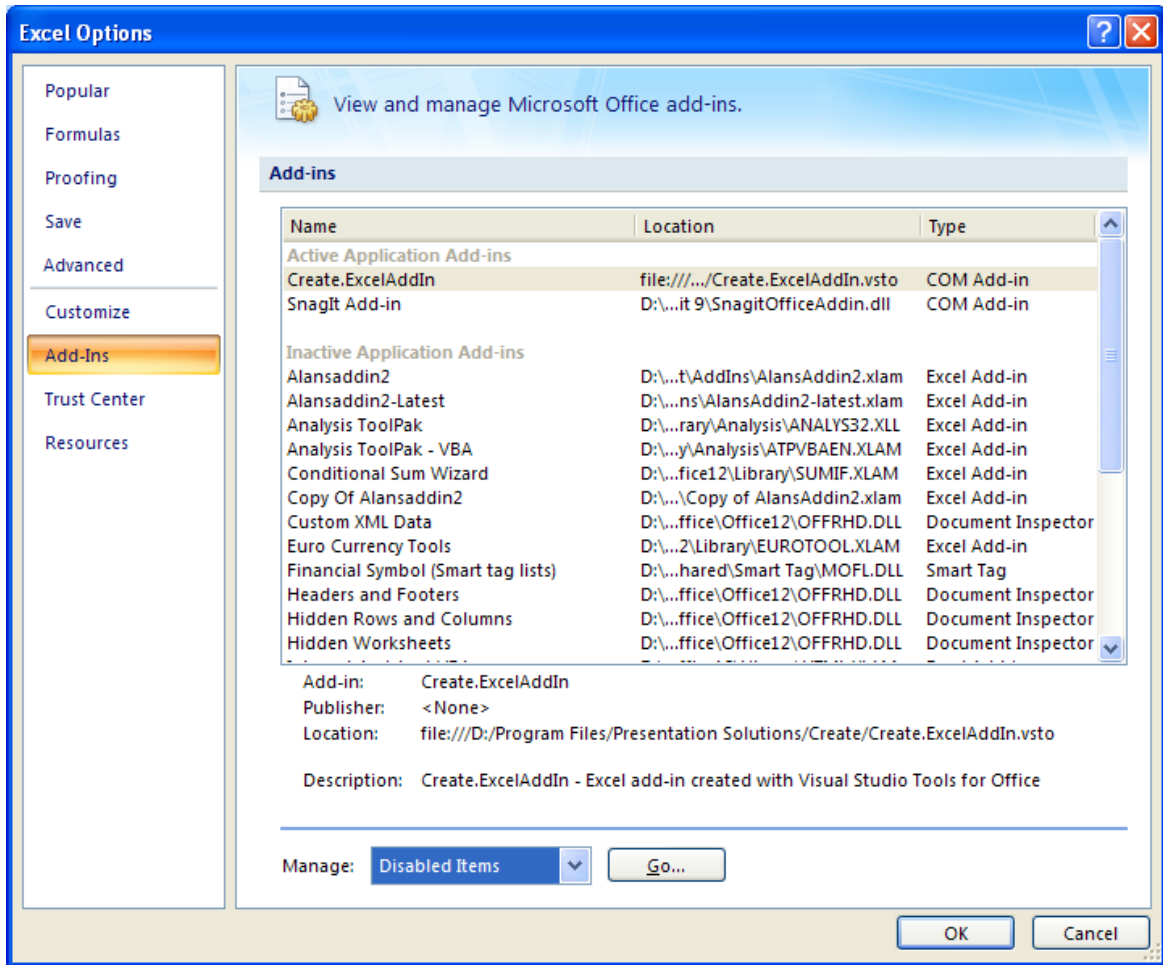 Excel Options
Popular
Formulas
Proofing
Save
Advanced
Customize
Add-Ins
Trust Center
Resources
View and manage Microsoft Office add-ins.
Add-ins
Name Location Type
Active Application Add-ins
Create.ExcelAddIn file:///.../Create.ExcelAddIn.vsto COM Add-in
SnagIt Add-in D:\...it 9\SnagitOfficeAddin.dll COM Add-in
Inactive Application Add-ins
Alansaddin2 D:\...t\AddIns\AlansAddin2.xlam Excel Add-in
Alansaddin2-Latest D:\...ns\AlansAddin2-latest.xlam Excel Add-in
Analysis ToolPak D:\...rary\Analysis\ANALYS32.XLL Excel Add-in
Analysis ToolPak - VBA D:\...y\Analysis\ATPVBAEN.XLAM Excel Add-in
Conditional Sum Wizard D:\...fice12\Library\SUMIF.XLAM Excel Add-in
Copy Of Alansaddin2 D:\...\Copy of AlansAddin2.xlam Excel Add-in
Custom XML Data D:\...ffice\Office12\OFFRHD.DLL Document Inspector
Euro Currency Tools D:\...2\Library\EUROTOOL.XLAM Excel Add-in
Financial Symbol (Smart tag lists) D:\...hared\Smart Tag\MOFL.DLL Smart Tag
Headers and Footers D:\...ffice\Office12\OFFRHD.DLL Document Inspector
Hidden Rows and Columns D:\...ffice\Office12\OFFRHD.DLL Document Inspector
Hidden Worksheets D:\...ffice\Office12\OFFRHD.DLL Document Inspector
Add-in: Create.ExcelAddIn
Publisher: <None>
Location: file:///D:/Program Files/Presentation Solutions/Create/Create.ExcelAddIn.vsto
Description: Create.ExcelAddIn - Excel add-in created with Visual Studio Tools for Office
Manage: Disabled Items Go...
OK Cancel